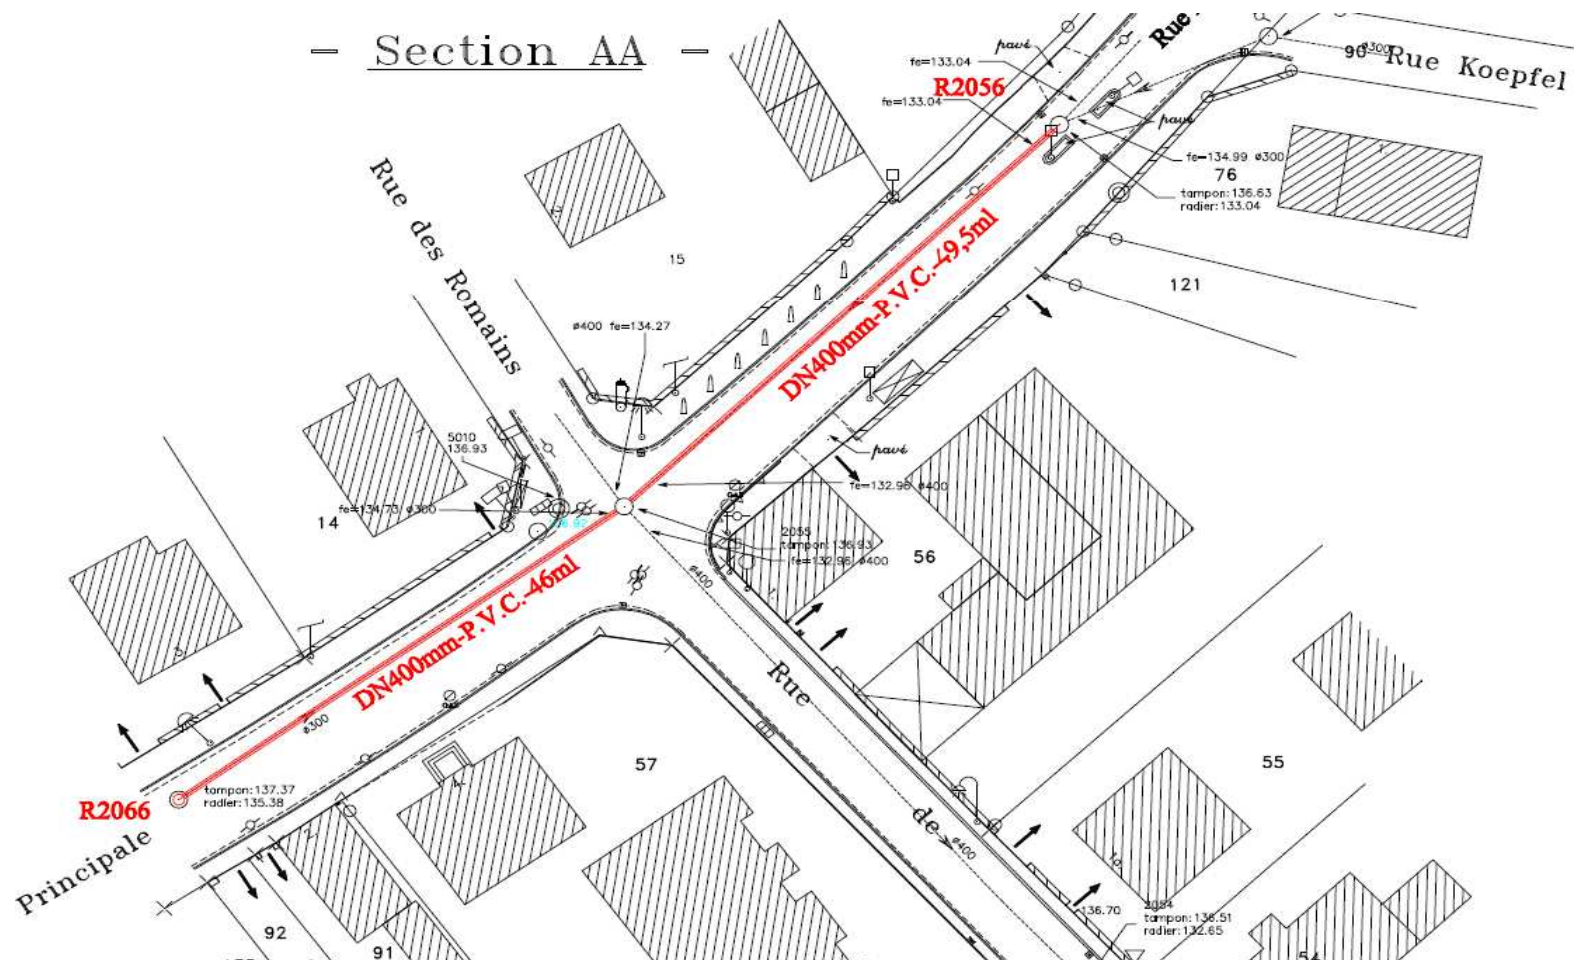 - Section AA -
Rue
pavé
fe=133.04
R2056
fe=133.04
ø300
90
Rue Koepfel
pavé
fe=134.99 ø300
76
tampon:136.63
radier:133.04
Rue des Romains
15
DN400mm-P.V.C.-49,5ml
121
ø400 fe=134.27
5010
136.93
pavé
fe=132.96 ø400
14
fe=134.73 ø300
2055
tampon:136.93
fe=132.96 ø400
56
ø400
DN400mm-P.V.C.-46ml
Rue
ø300
57
55
tampon:137.37
radier:135.38
R2066
Principale
de
ø400
136.70
2054
tampon:136.51
radier:132.65
92
91
54